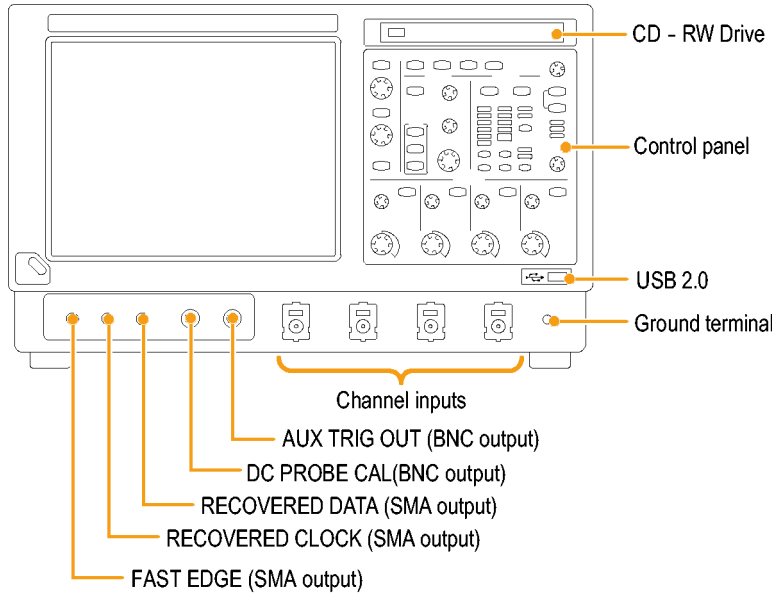 CD - RW Drive
Control panel
USB 2.0
Ground terminal
Channel inputs
AUX TRIG OUT (BNC output)
DC PROBE CAL(BNC output)
RECOVERED DATA (SMA output)
RECOVERED CLOCK (SMA output)
FAST EDGE (SMA output)